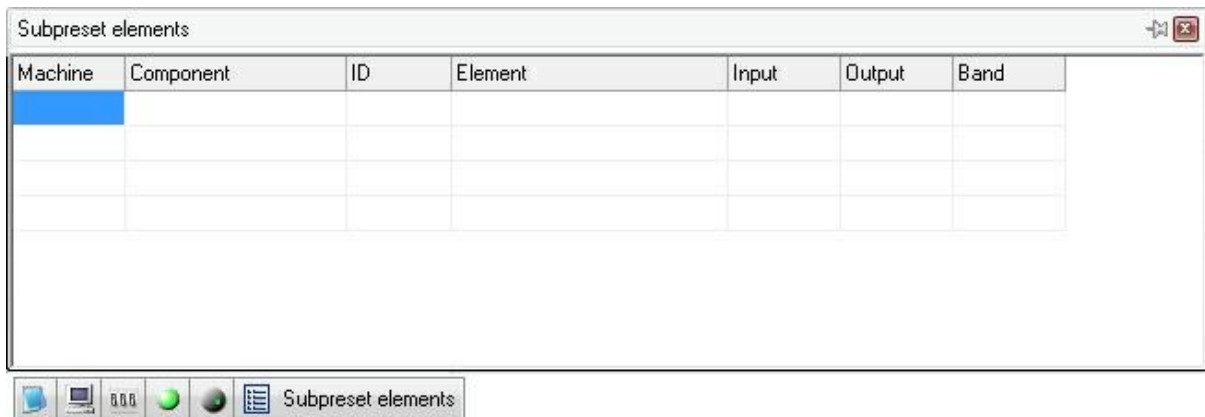 Subpreset elements
Machine Component ID Element Input Output Band
Subpreset elements